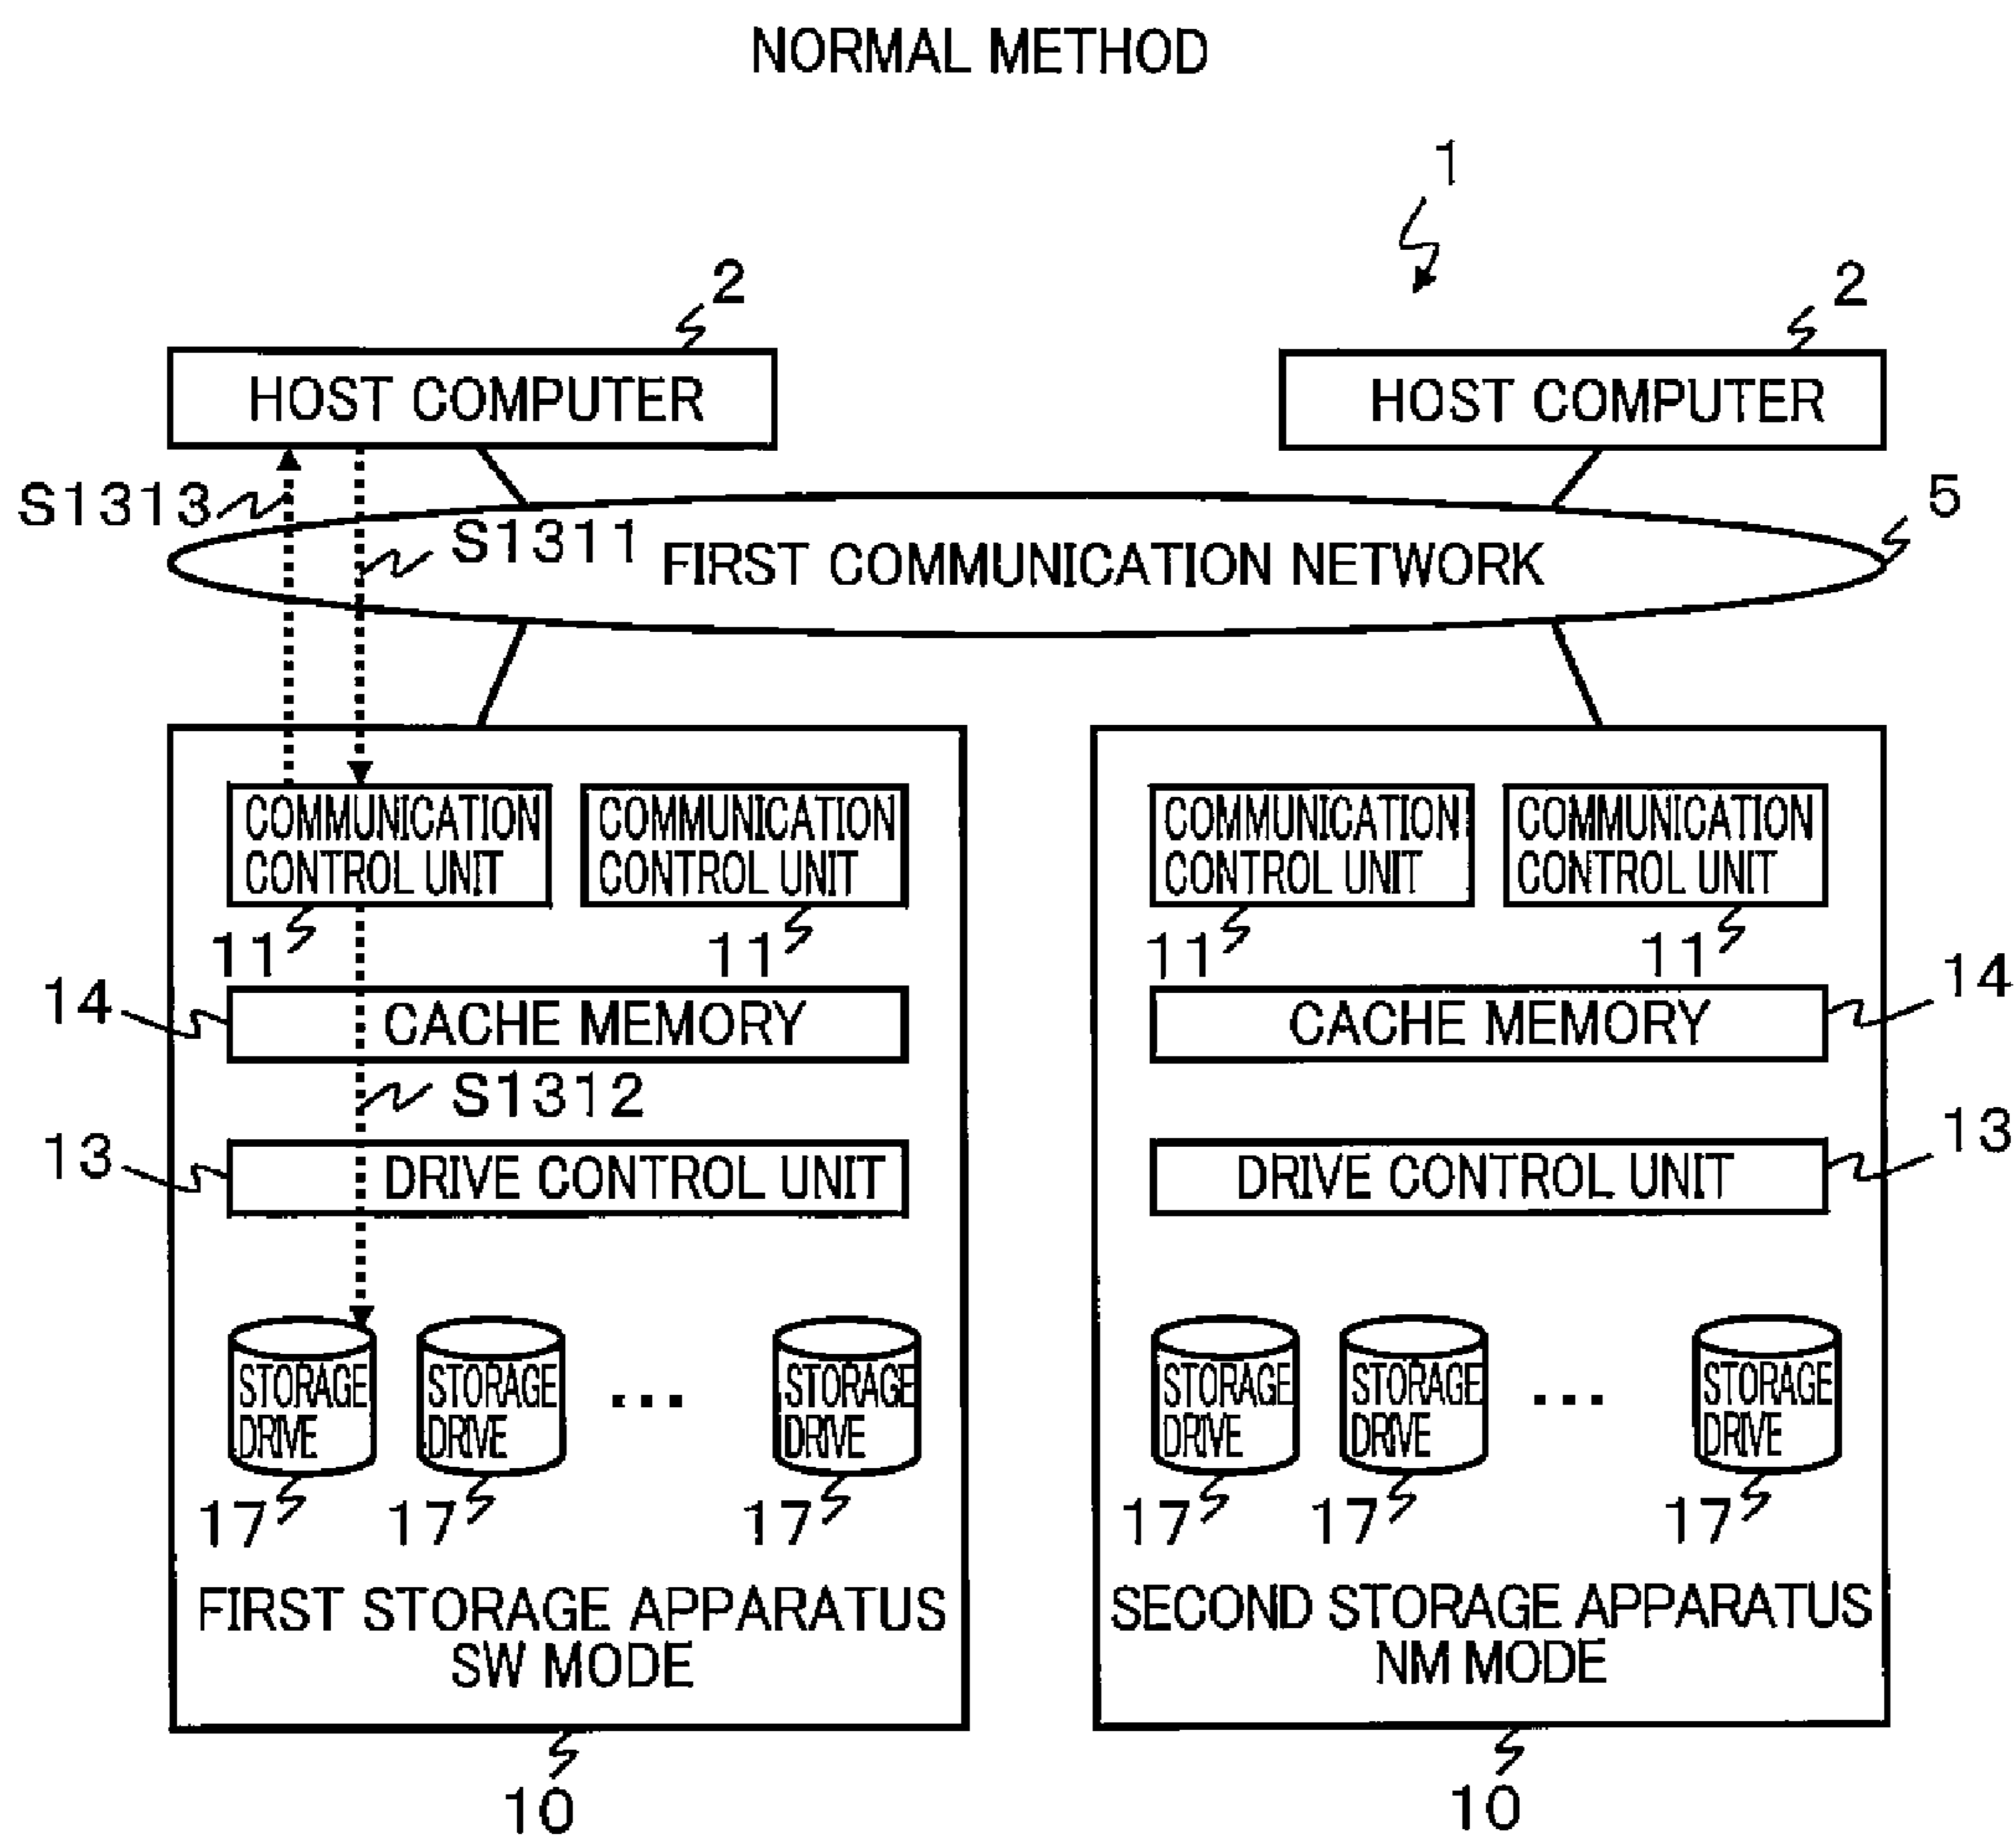 NORMAL METHOD
1
2
2
HOST COMPUTER
HOST COMPUTER
S1313
S1311
5
FIRST COMMUNICATION NETWORK
COMMUNICATION
CONTROL UNIT
COMMUNICATION
CONTROL UNIT
COMMUNICATION
CONTROL UNIT
COMMUNICATION
CONTROL UNIT
11
11
11
11
14
CACHE MEMORY
CACHE MEMORY
14
S1312
13
DRIVE CONTROL UNIT
DRIVE CONTROL UNIT
13
STORAGE
DRIVE
STORAGE
DRIVE
...
STORAGE
DRIVE
STORAGE
DRIVE
STORAGE
DRIVE
...
STORAGE
DRIVE
17
17
17
17
17
17
FIRST STORAGE APPARATUS
SW MODE
SECOND STORAGE APPARATUS
NM MODE
10
10